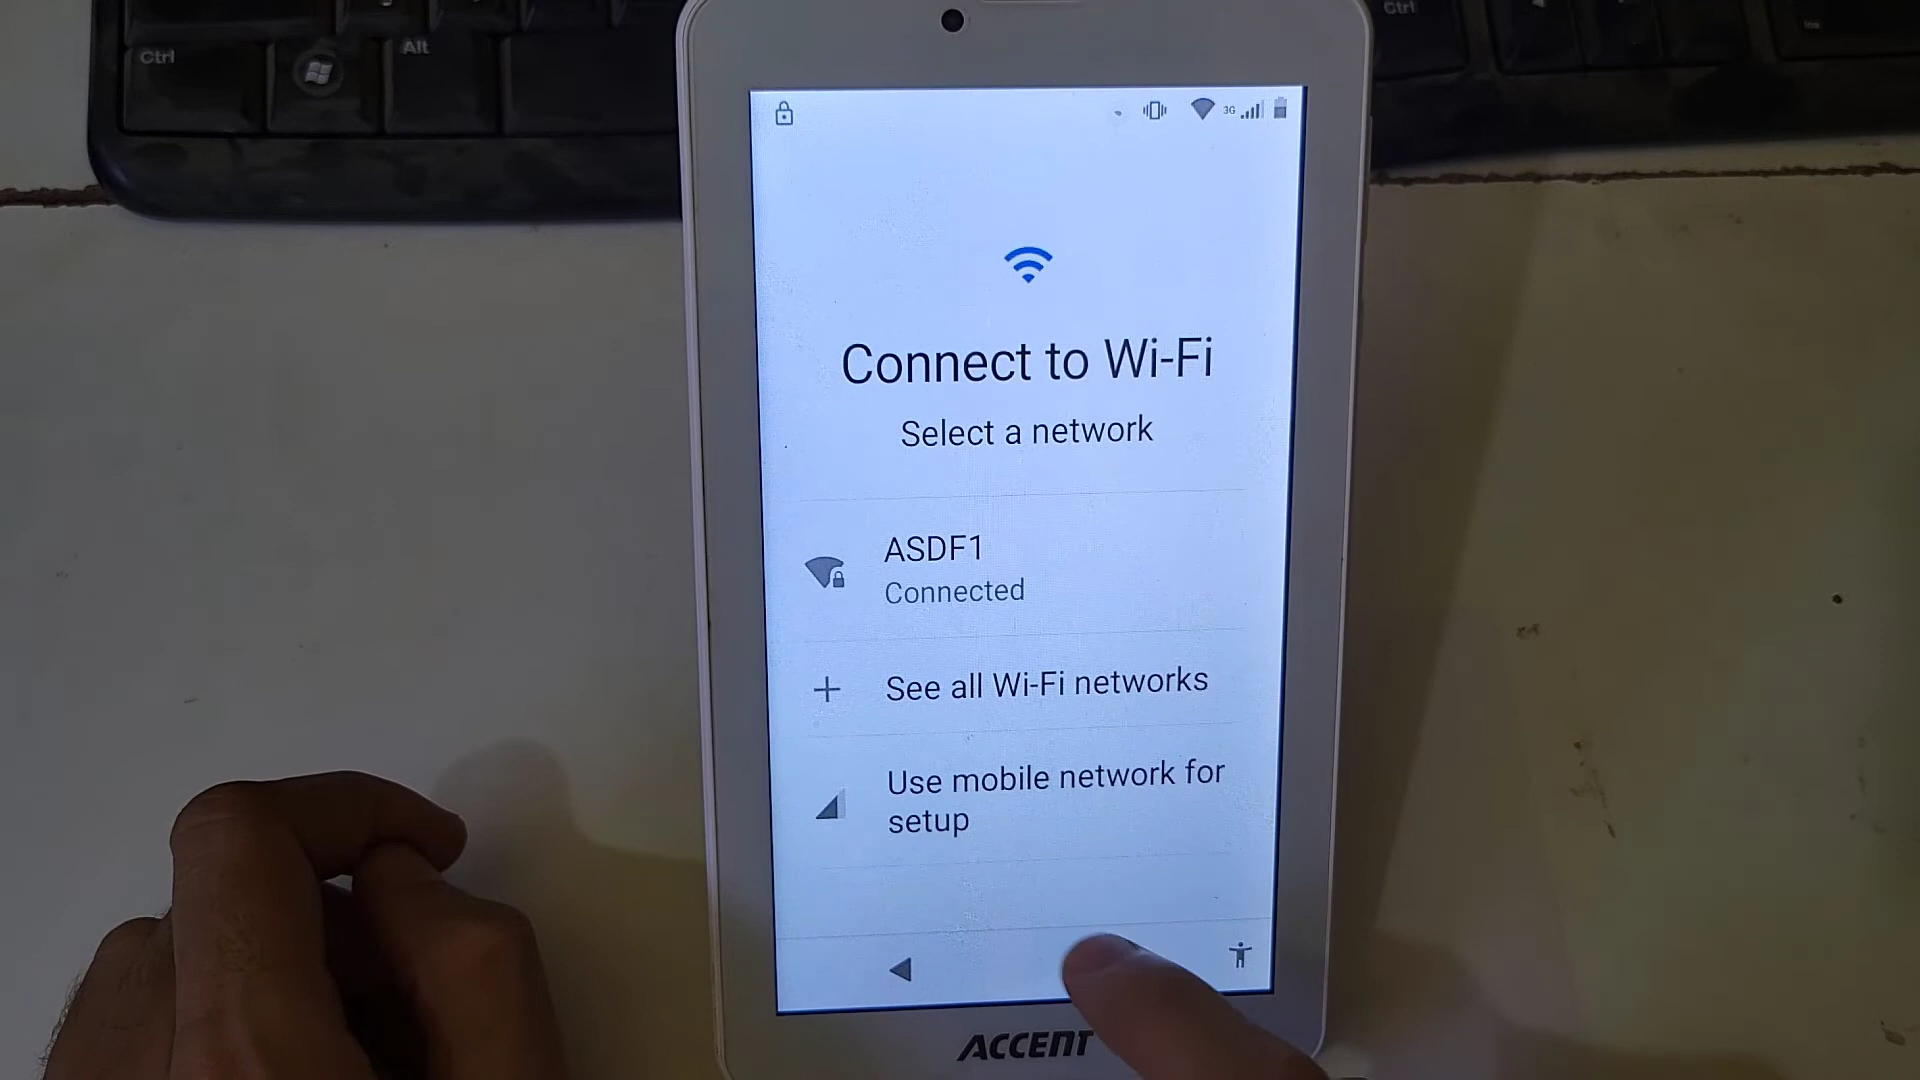 Ctrl
Alt
Ctrl
Ins
3G
Connect to Wi-Fi
Select a network
ASDF1
Connected
See all Wi-Fi networks
Use mobile network for
setup
ACCENT